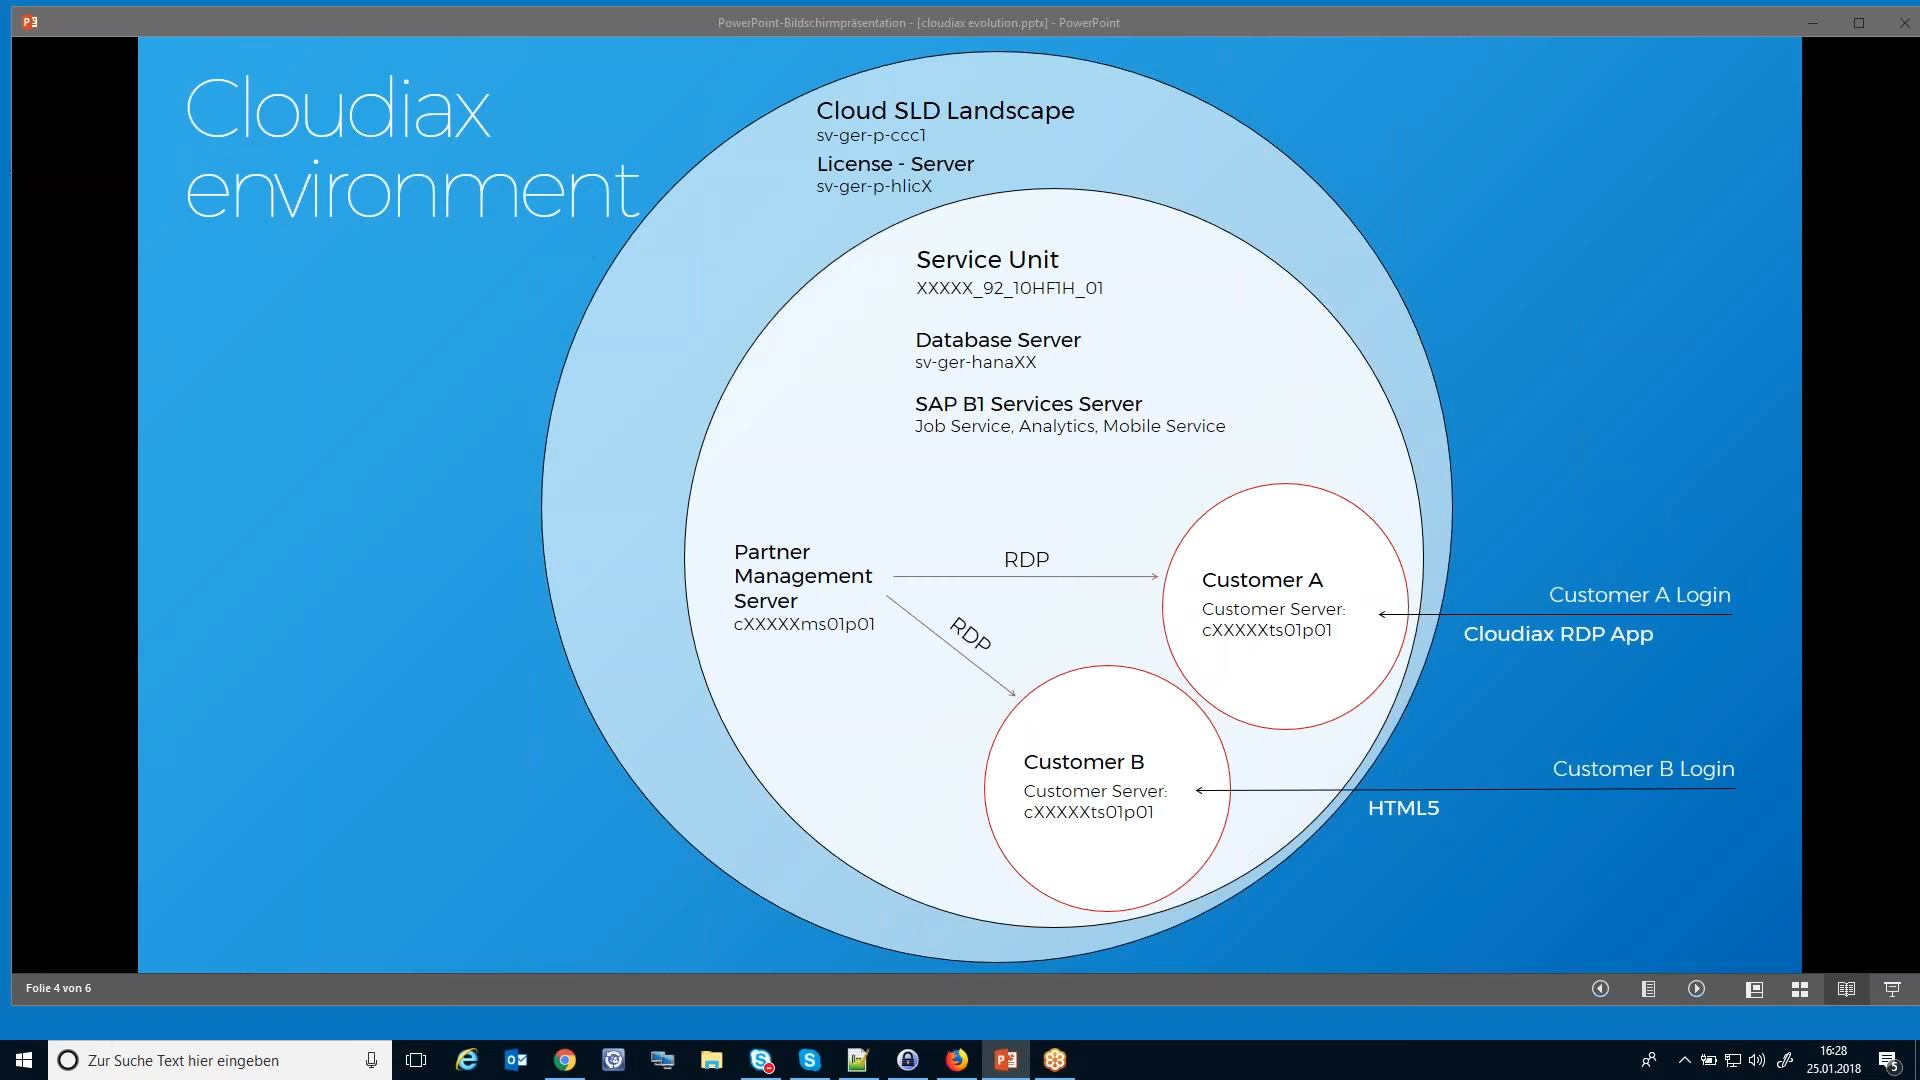 PowerPoint-Bildschirmpräsentation - [cloudiax evolution.pptx] - PowerPoint
Cloudiax
environment
Cloud SLD Landscape
sv-ger-p-ccc1
License - Server
sv-ger-p-hlicX
Service Unit
XXXXX_92_10HF1H_01
Database Server
sv-ger-hanaXX
SAP B1 Services Server
Job Service, Analytics, Mobile Service
Partner
Management
Server
cXXXXXms01p01
RDP
RDP
Customer A
Customer Server:
cXXXXXts01p01
Customer A Login
Cloudiax RDP App
Customer B
Customer Server:
cXXXXXts01p01
Customer B Login
HTML5
Folie 4 von 6
Zur Suche Text hier eingeben
16:28
25.01.2018
5